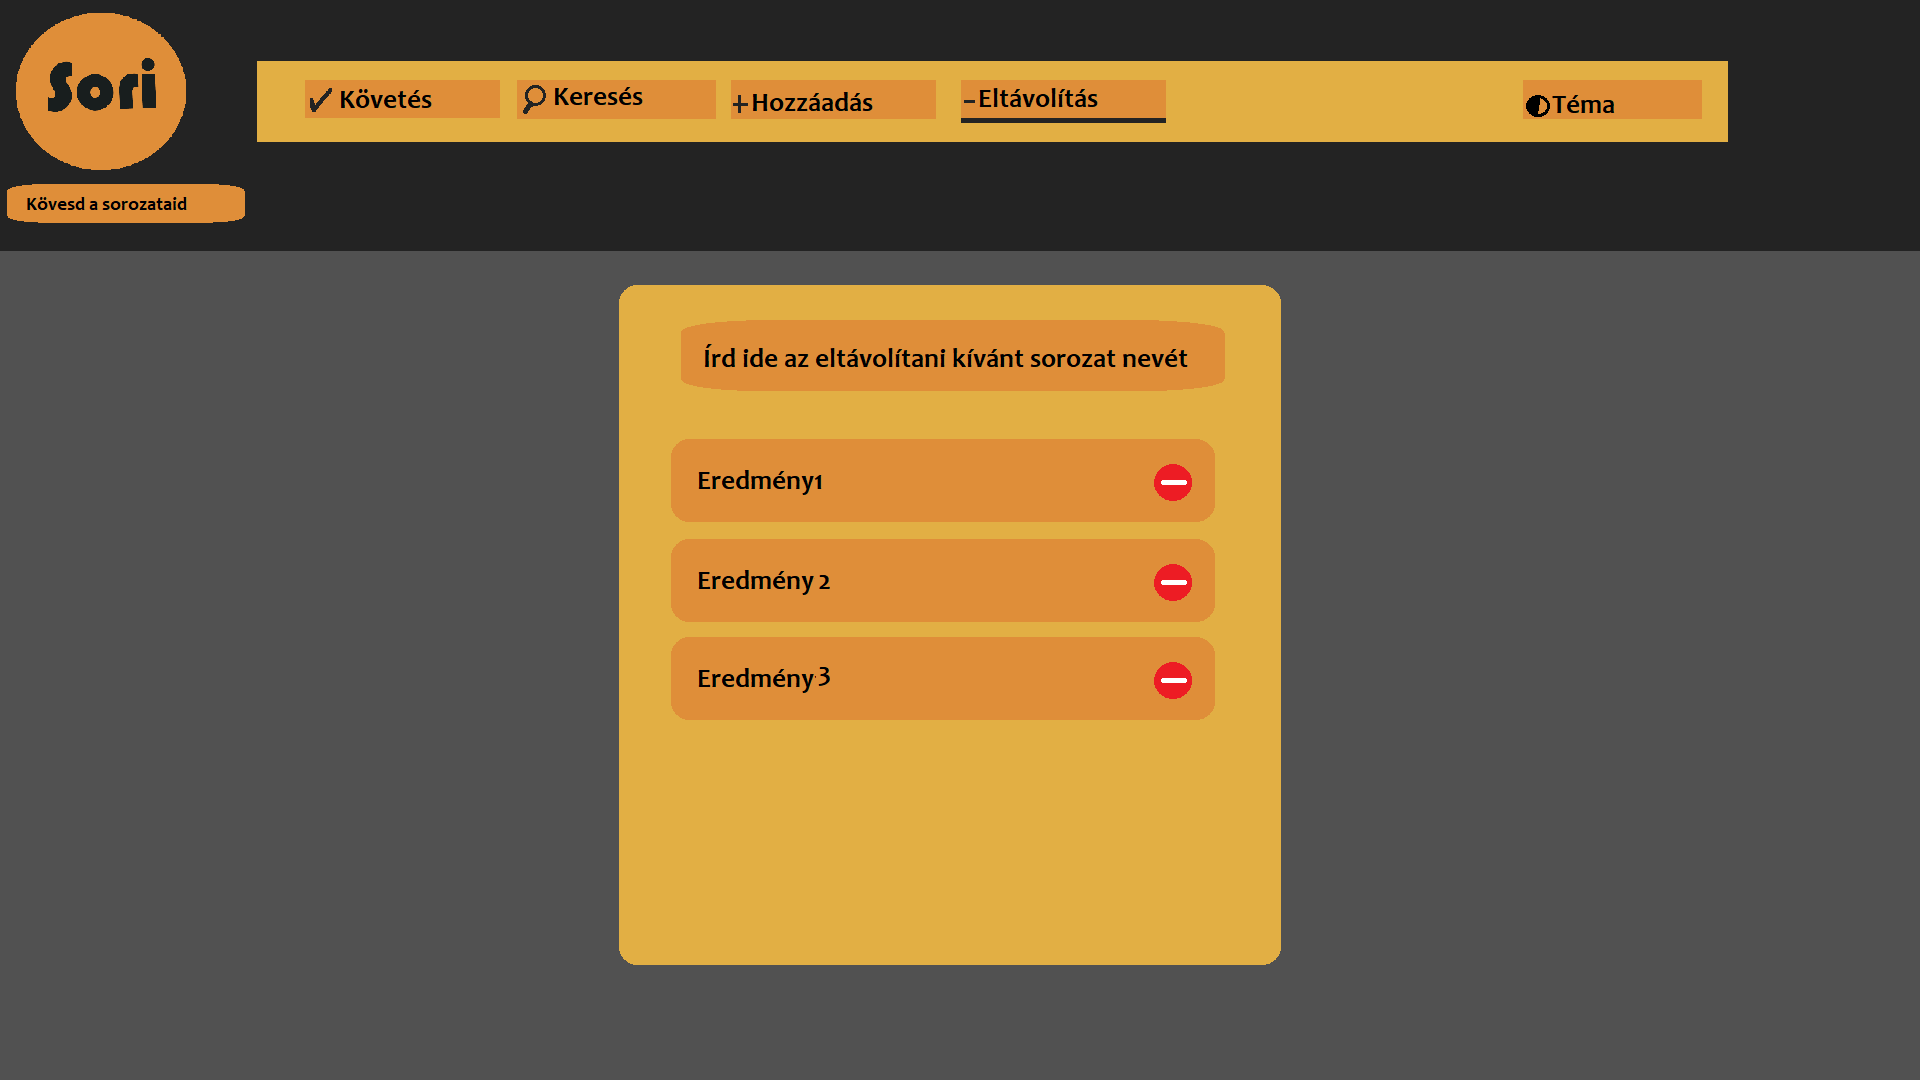 Sori
Követés
Keresés
+Hozzáadás
-Eltávolítás
Téma
Kövesd a sorozataid
Írd ide az eltávolítani kívánt sorozat nevét
Eredmény1
Eredmény 2
Eredmény 3